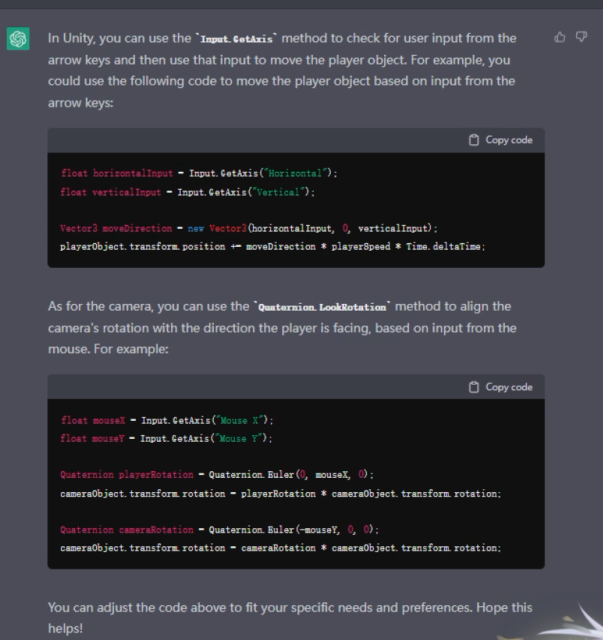 In Unity, you can use the `Input.GetAxis` method to check for user input from the
arrow keys and then use that input to move the player object. For example, you
could use the following code to move the player object based on input from the
arrow keys:
Copy code
float horizontalInput = Input.GetAxis("Horizontal");
float verticalInput = Input.GetAxis("Vertical");
Vector3 moveDirection = new Vector3(horizontalInput, 0, verticalInput);
playerObject.transform.position += moveDirection * playerSpeed * Time.deltaTime;
As for the camera, you can use the `Quaternion.LookRotation` method to align the
camera's rotation with the direction the player is facing, based on input from the
mouse. For example:
Copy code
float mouseX = Input.GetAxis("Mouse X");
float mouseY = Input.GetAxis("Mouse Y");
Quaternion playerRotation = Quaternion.Euler(0, mouseX, 0);
cameraObject.transform.rotation = playerRotation * cameraObject.transform.rotation;
Quaternion cameraRotation = Quaternion.Euler(-mouseY, 0, 0);
cameraObject.transform.rotation = cameraRotation * cameraObject.transform.rotation;
You can adjust the code above to fit your specific needs and preferences. Hope this
helps!